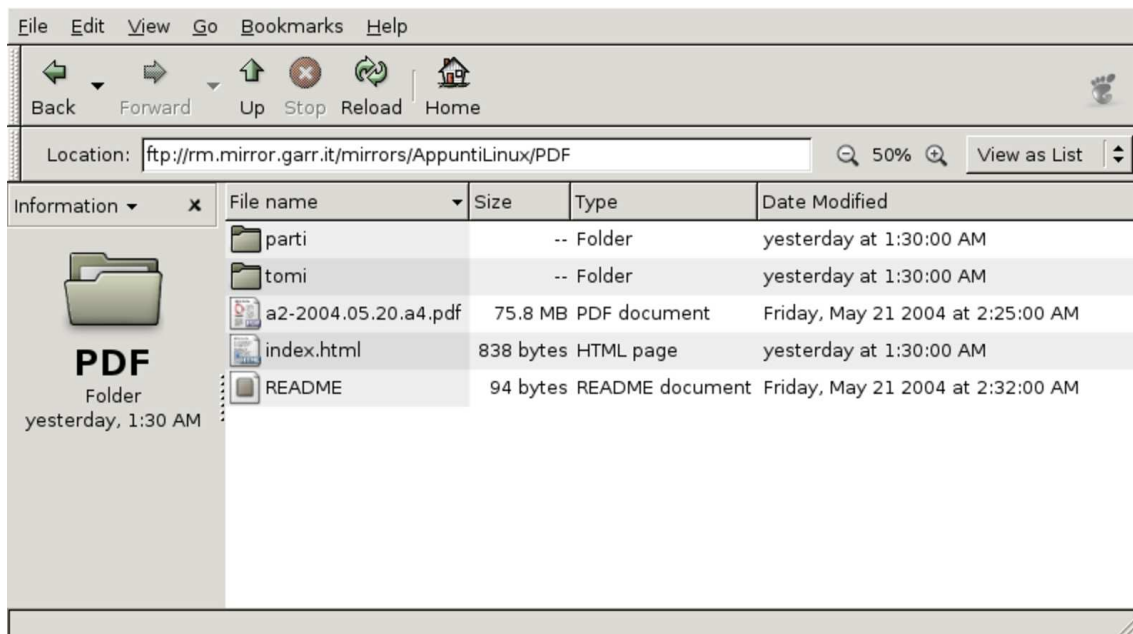 File Edit View Go Bookmarks Help
Back Forward Up Stop Reload Home
Location: ftp://rm.mirror.garr.it/mirrors/AppuntiLinux/PDF 50% View as List
Information x File name Size Type Date Modified
parti -- Folder yesterday at 1:30:00 AM
tomi -- Folder yesterday at 1:30:00 AM
a2-2004.05.20.a4.pdf 75.8 MB PDF document Friday, May 21 2004 at 2:25:00 AM
index.html 838 bytes HTML page yesterday at 1:30:00 AM
README 94 bytes README document Friday, May 21 2004 at 2:32:00 AM
PDF
Folder
yesterday, 1:30 AM